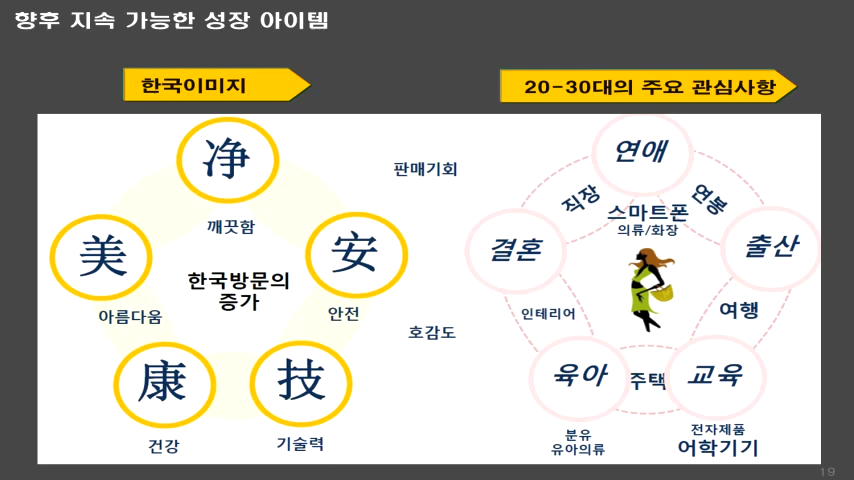 향후 지속 가능한 성장 아이템
한국이미지
20-30대의 주요 관심사항
净
깨끗함
美
아름다움
安
안전
한국방문의
증가
康
건강
技
기술력
판매기회
호감도
연애
직장
연봉
스마트폰
의류/화장
결혼
출산
인테리어
여행
육아
주택
교육
분유
유아의류
전자제품
어학기기
19